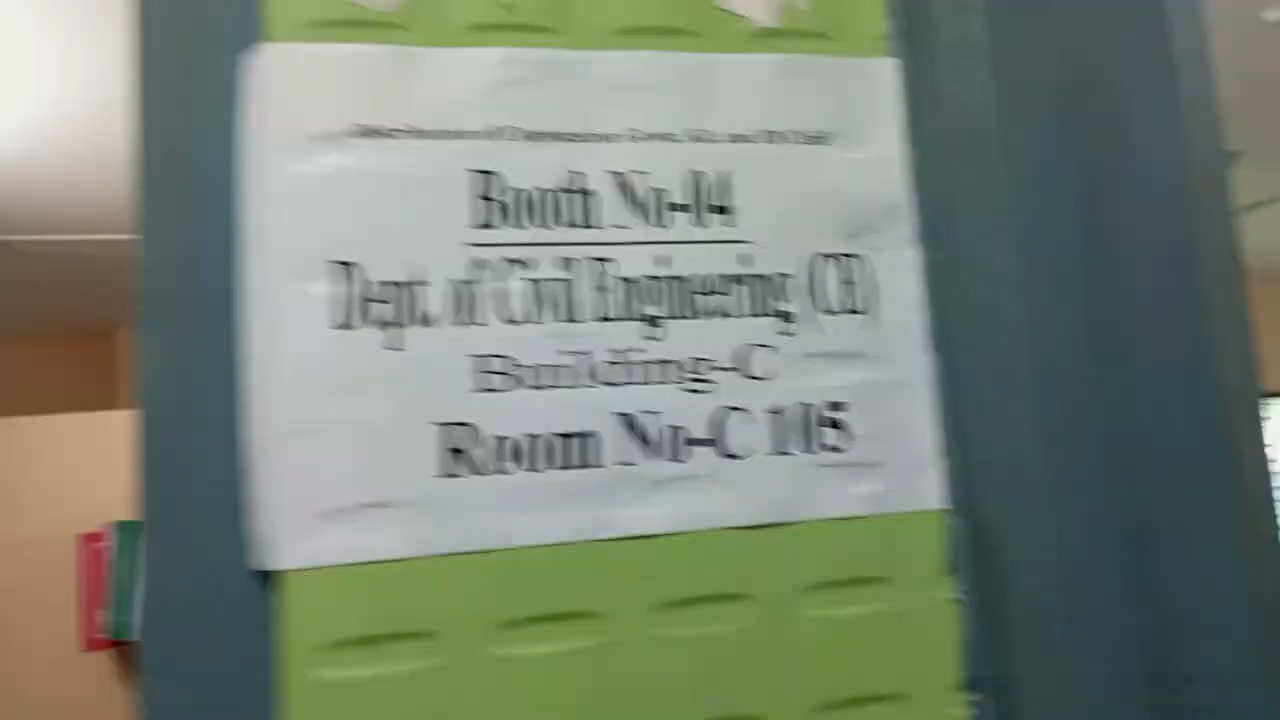 Booth No-04
Dept. of Civil Engineering (CE)
Building-C
Room No-C 105